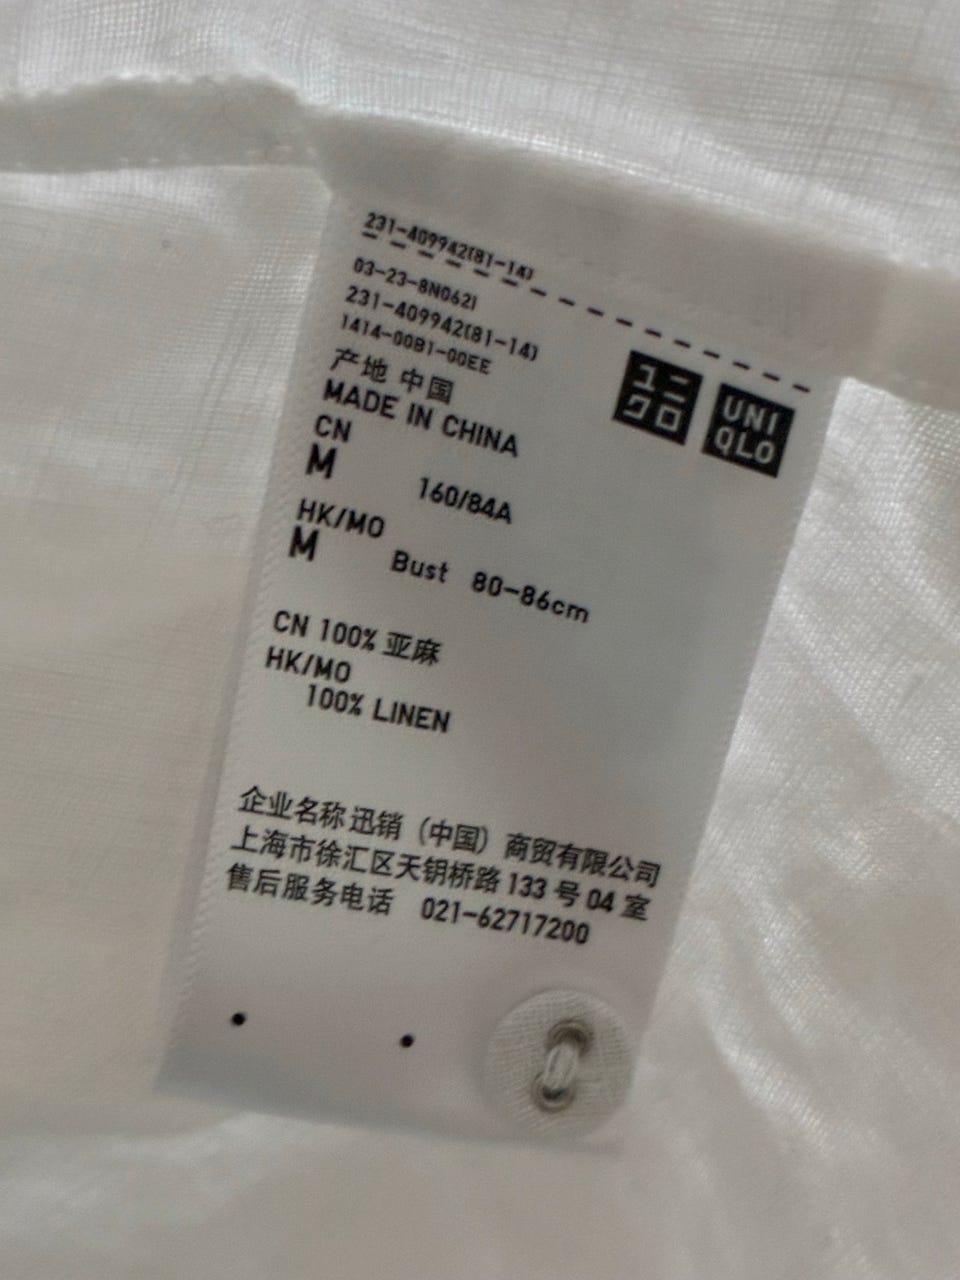 231-409942(81-14)
03-23-8N062I
231-409942(81-14)
1414-00B1-00EE
产地 中国
MADE IN CHINA
ユニ
クロ
UNI
QLO
CN
M 160/84A
HK/MO
M Bust 80-86cm
CN 100% 亚麻
HK/MO
100% LINEN
企业名称 迅销（中国）商贸有限公司
上海市徐汇区天钥桥路 133 号 04 室
售后服务电话 021-62717200